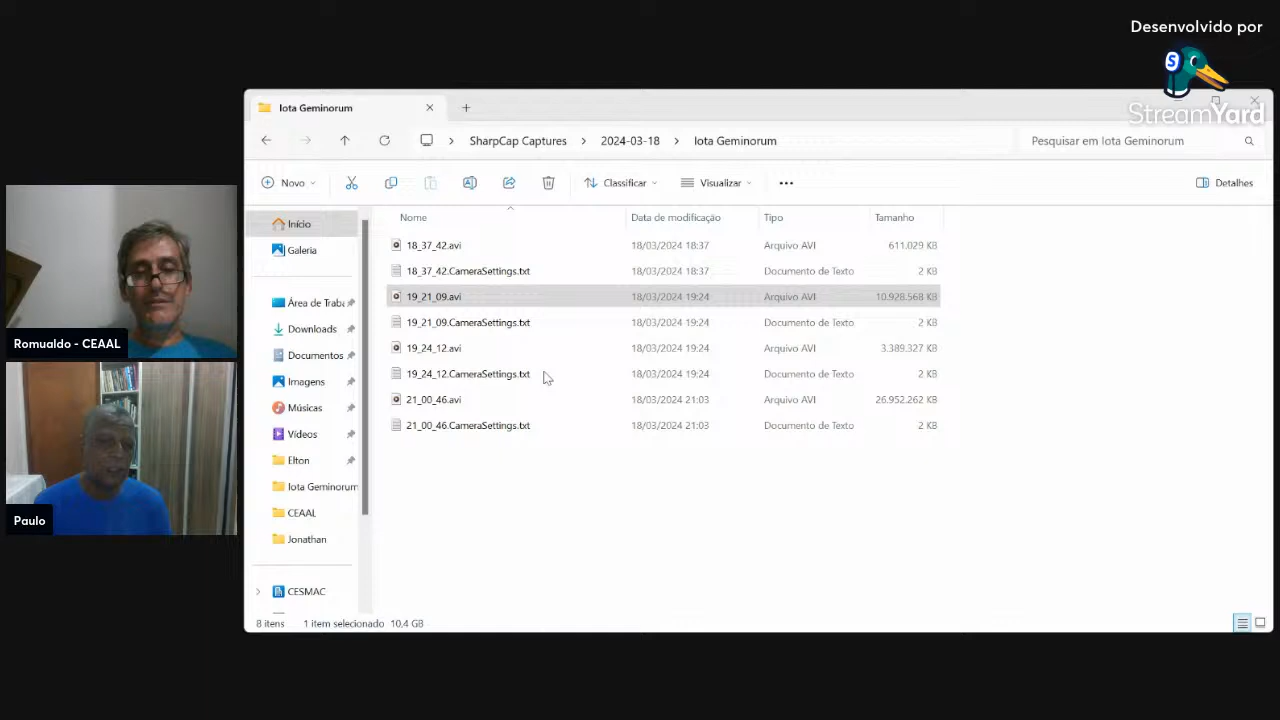 Desenvolvido por
S
StreamYard
Iota Geminorum
SharpCap Captures 2024-03-18 Iota Geminorum Pesquisar em Iota Geminorum
Novo Classificar Visualizar Detalhes
Início
Galeria
Área de Traba
Downloads
Documentos
Imagens
Músicas
Vídeos
Elton
Iota Geminorum
CEAAL
Jonathan
CESMAC
Nome Data de modificação Tipo Tamanho
18_37_42.avi 18/03/2024 18:37 Arquivo AVI 611.029 KB
18_37_42.CameraSettings.txt 18/03/2024 18:37 Documento de Texto 2 KB
19_21_09.avi 18/03/2024 19:24 Arquivo AVI 10.928.568 KB
19_21_09.CameraSettings.txt 18/03/2024 19:24 Documento de Texto 2 KB
19_24_12.avi 18/03/2024 19:24 Arquivo AVI 3.389.327 KB
19_24_12.CameraSettings.txt 18/03/2024 19:24 Documento de Texto 2 KB
21_00_46.avi 18/03/2024 21:03 Arquivo AVI 26.952.262 KB
21_00_46.CameraSettings.txt 18/03/2024 21:03 Documento de Texto 2 KB
8 itens 1 item selecionado 10,4 GB
Romualdo - CEAAL
Paulo